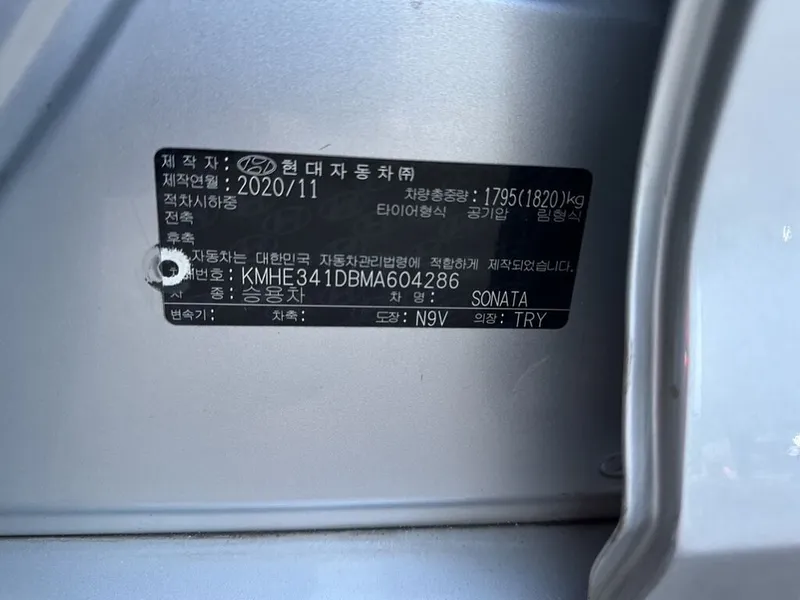 제 작 자 : 현대자동차㈜
제작연월 : 2020/11 차량총중량 : 1795(1820)kg
적차시하중 타이어형식 공기압 림형식
전축
후축
자동차는 대한민국 자동차관리법령에 적합하게 제작되었습니다.
번호: KMHE341DBMA604286
차 종: 승용차 차 명: SONATA
변속기: 차축: 도장: N9V 의장: TRY